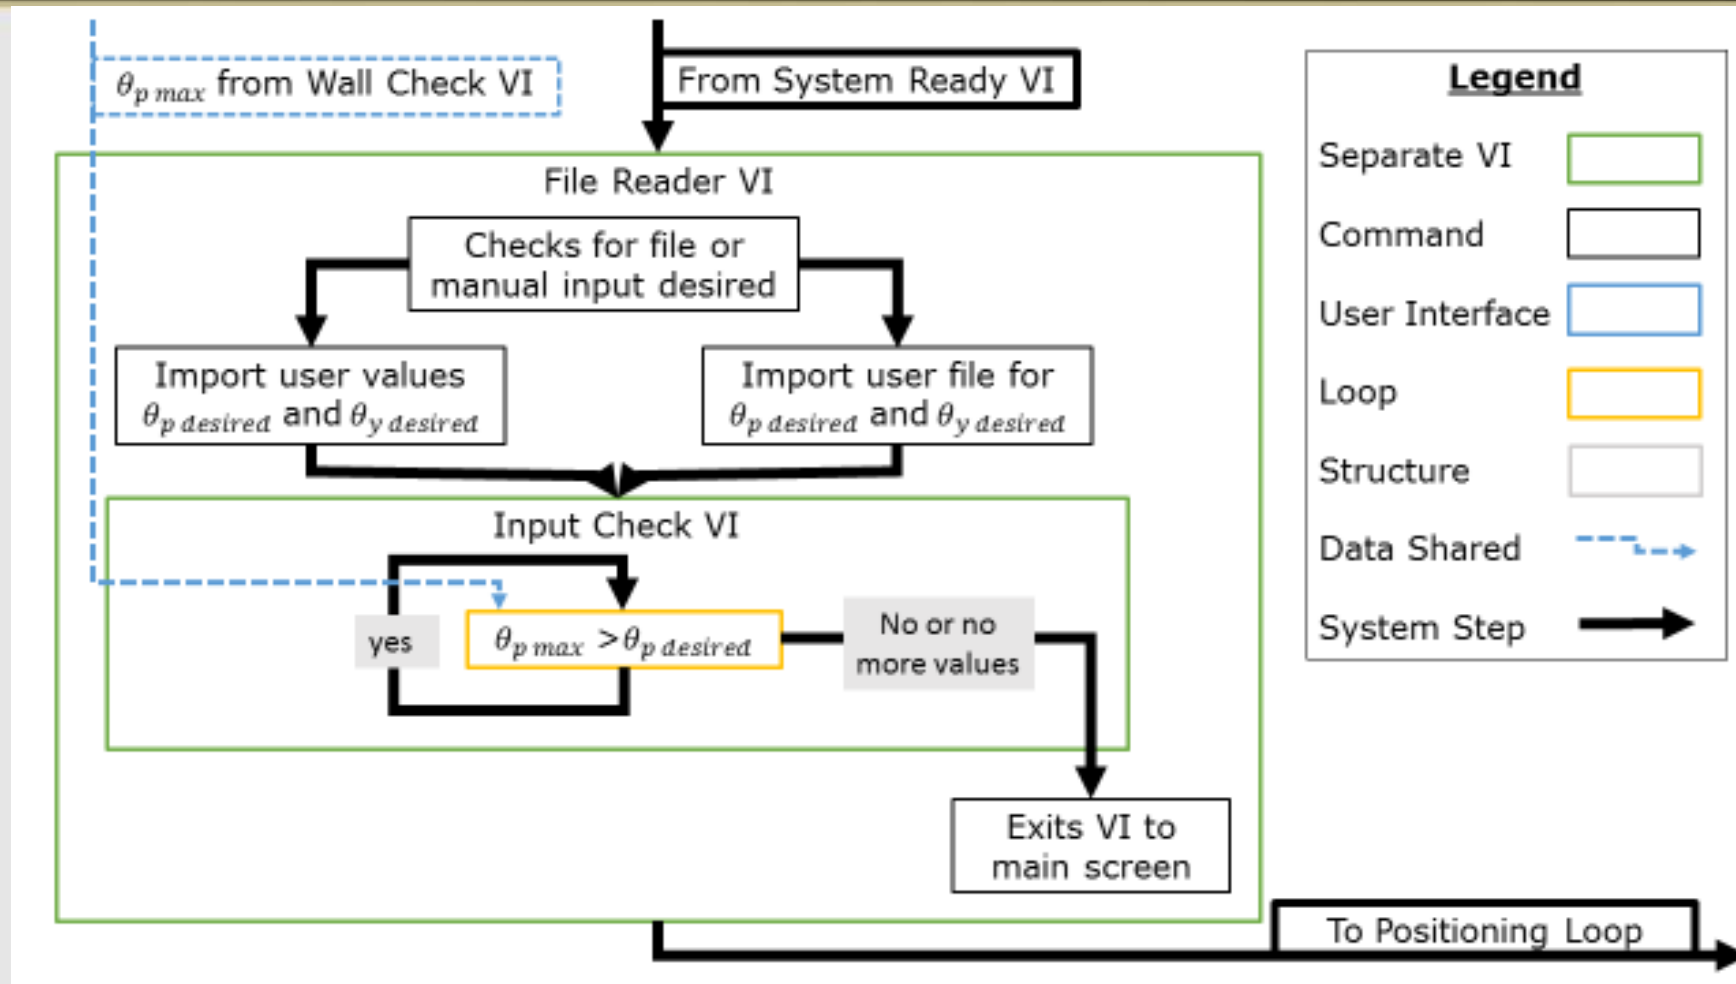 θp max from Wall Check VI
From System Ready VI
File Reader VI
Checks for file or
manual input desired
Import user values
θp desired and θy desired
Import user file for
θp desired and θy desired
Input Check VI
yes
θp max >θp desired
No or no
more values
Exits VI to
main screen
To Positioning Loop
Legend
Separate VI
Command
User Interface
Loop
Structure
Data Shared
System Step